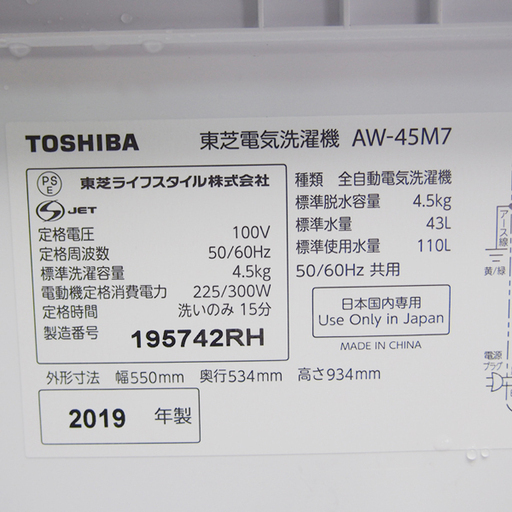 TOSHIBA 東芝電気洗濯機 AW-45M7
PS
E
東芝ライフスタイル株式会社
S JET
定格電圧 100V
定格周波数 50/60Hz
標準洗濯容量 4.5kg
電動機定格消費電力 225/300W
定格時間 洗いのみ 15分
製造番号 195742RH
種類 全自動電気洗濯機
標準脱水容量 4.5kg
標準水量 43L
標準使用水量 110L
50/60Hz 共用
日本国内専用
Use Only in Japan
MADE IN CHINA
外形寸法 幅550mm 奥行534mm 高さ934mm
2019 年製
アース線
黄/緑
電源
プラグ